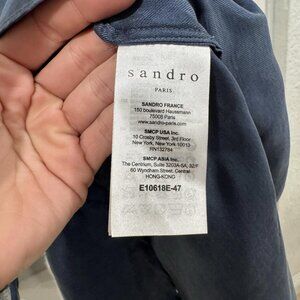 sandro
PARIS
SANDRO FRANCE
150 boulevard Haussmann
75008 Paris
www.sandro-paris.com
SMCP USA Inc.
10 Crosby Street, 3rd Floor
New York, New York 10013
RN132784
SMCP ASIA Inc.
The Centrium, Suite 3203A-5A, 32/F
60 Wyndham Street, Central
HONG-KONG
E10618E-47